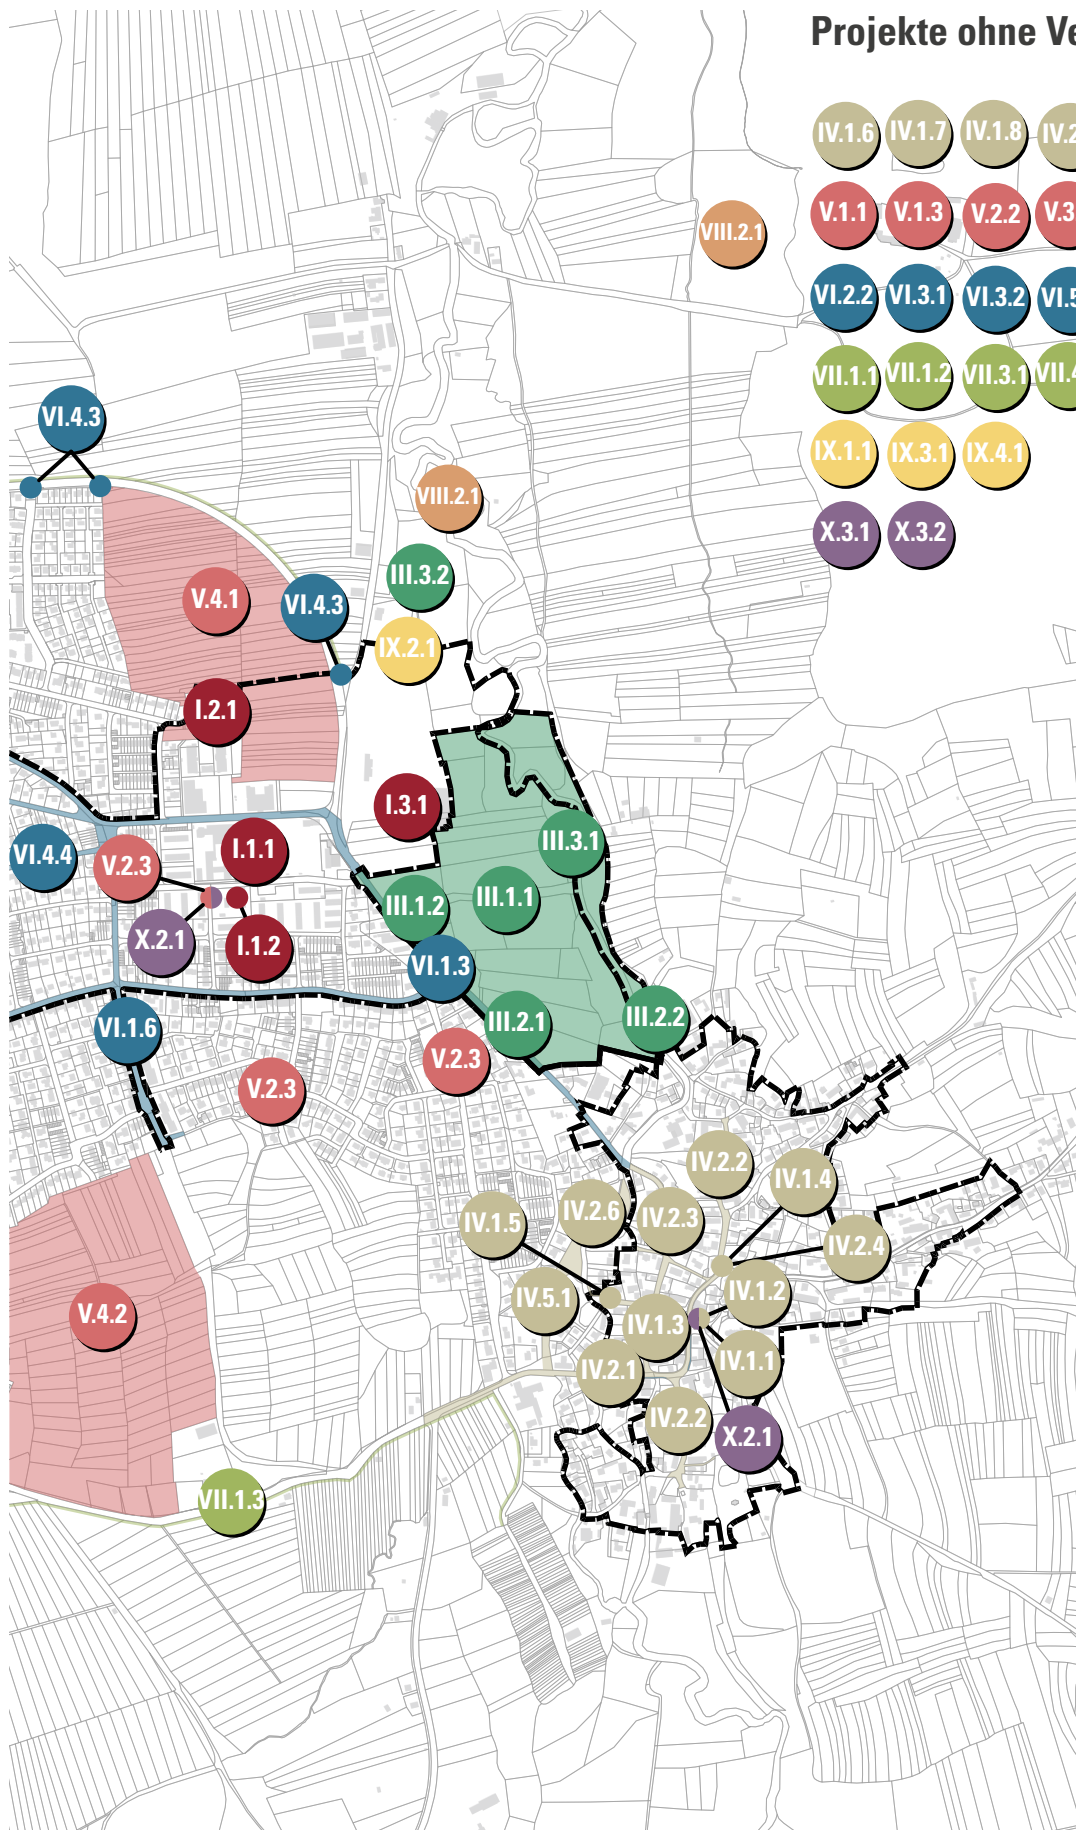 Projekte ohne Ve
IV.1.6 IV.1.7 IV.1.8 IV.2
V.1.1 V.1.3 V.2.2 V.3
VIII.2.1
VI.2.2 VI.3.1 VI.3.2 VI.5
VII.1.1 VII.1.2 VII.3.1 VII.4
VI.4.3
IX.1.1 IX.3.1 IX.4.1
VIII.2.1
X.3.1 X.3.2
III.3.2
V.4.1
VI.4.3
IX.2.1
I.2.1
I.3.1
III.3.1
I.1.1
VI.4.4
V.2.3
III.1.1
III.1.2
X.2.1
I.1.2
VI.1.3
III.2.1
III.2.2
VI.1.6
V.2.3
V.2.3
IV.2.2
IV.1.4
IV.2.6
IV.2.3
IV.1.5
IV.2.4
IV.1.2
IV.5.1
V.4.2
IV.1.3
IV.1.1
IV.2.1
IV.2.2
X.2.1
VII.1.3